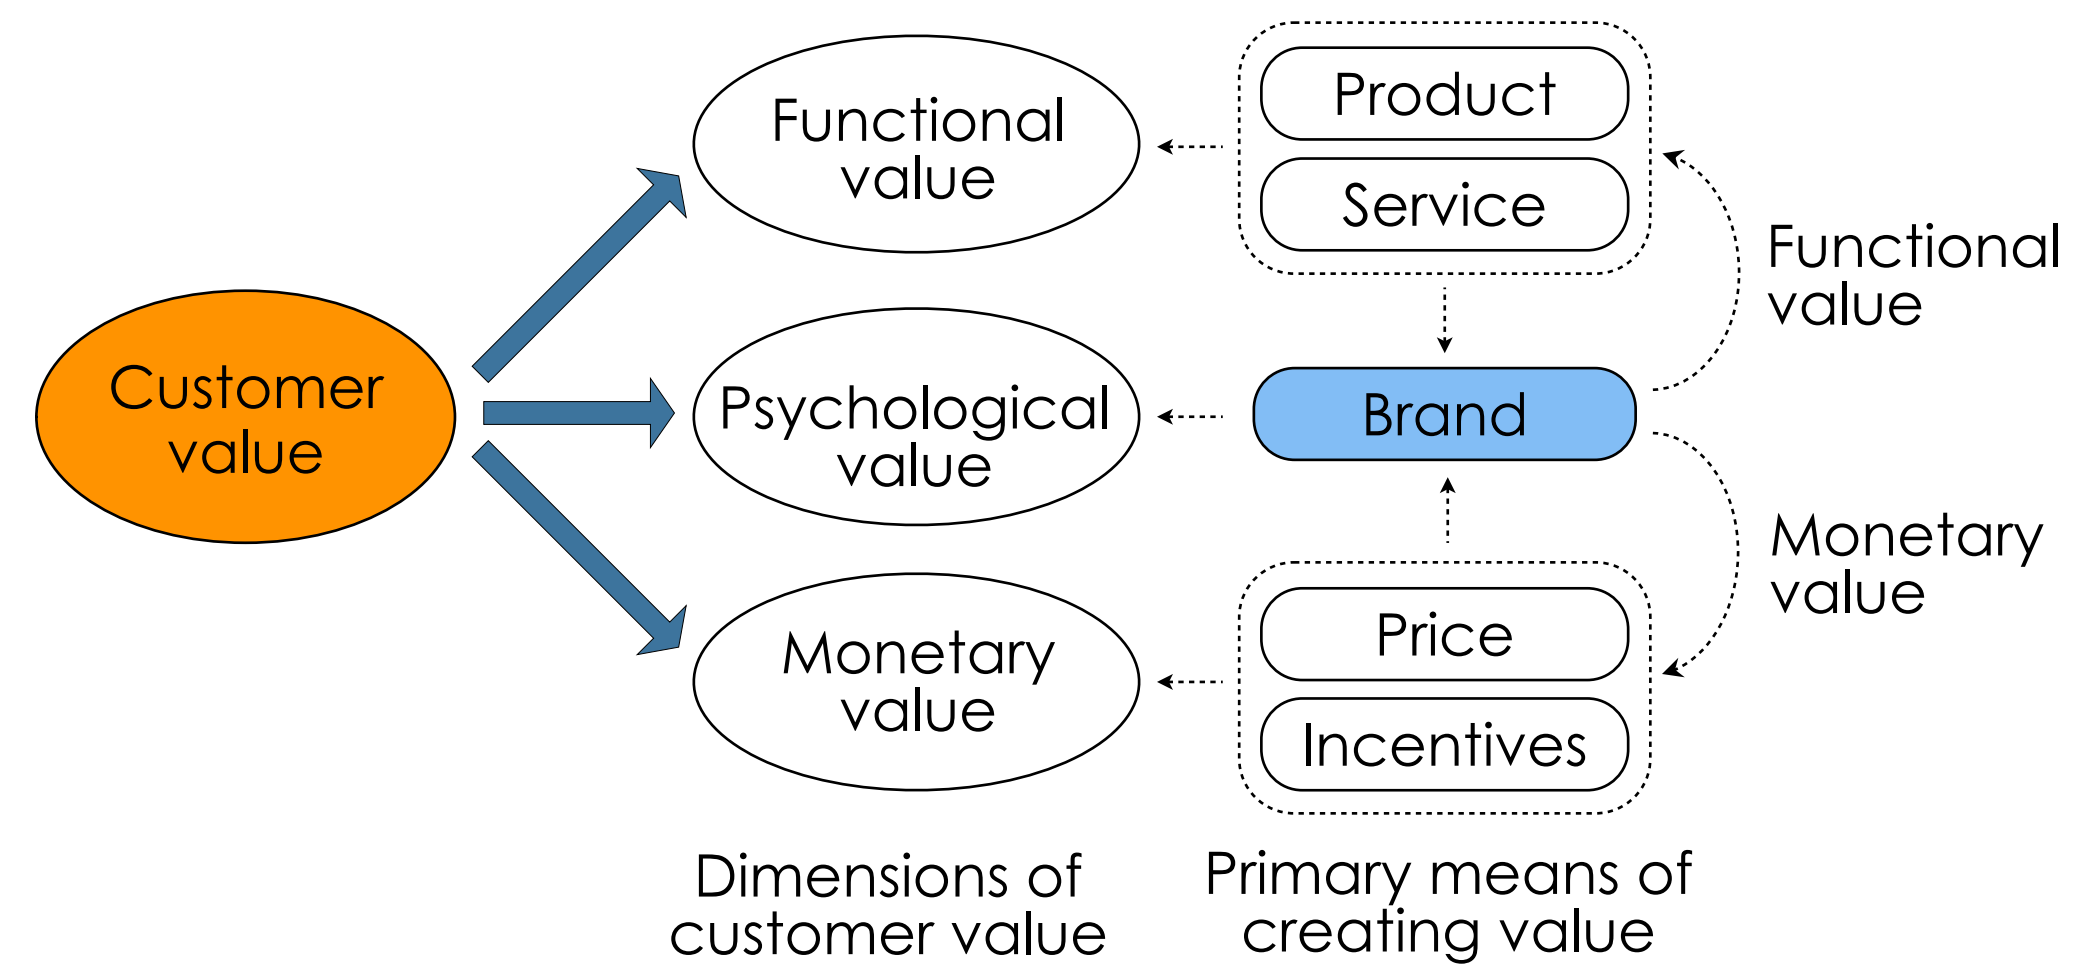 Customer
value
Functional
value
Psychological
value
Monetary
value
Dimensions of
customer value
Product
Service
Brand
Price
Incentives
Primary means of
creating value
Functional
value
Monetary
value